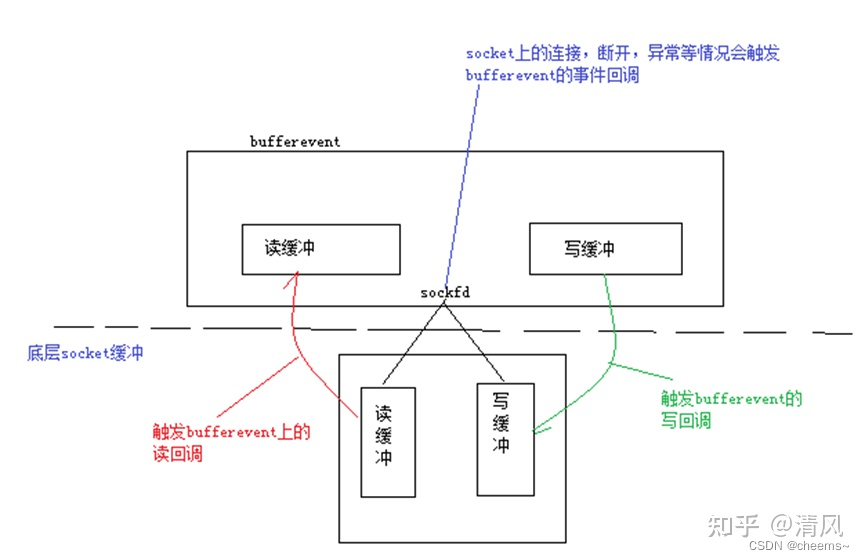 socket上的连接，断开，异常等情况会触发
bufferevent的事件回调
bufferevent
读缓冲
写缓冲
sockfd
底层socket缓冲
触发bufferevent上的
读回调
读
缓
冲
写
缓
冲
触发bufferevent的
写回调
知乎 @清风
CSDN @cheems~